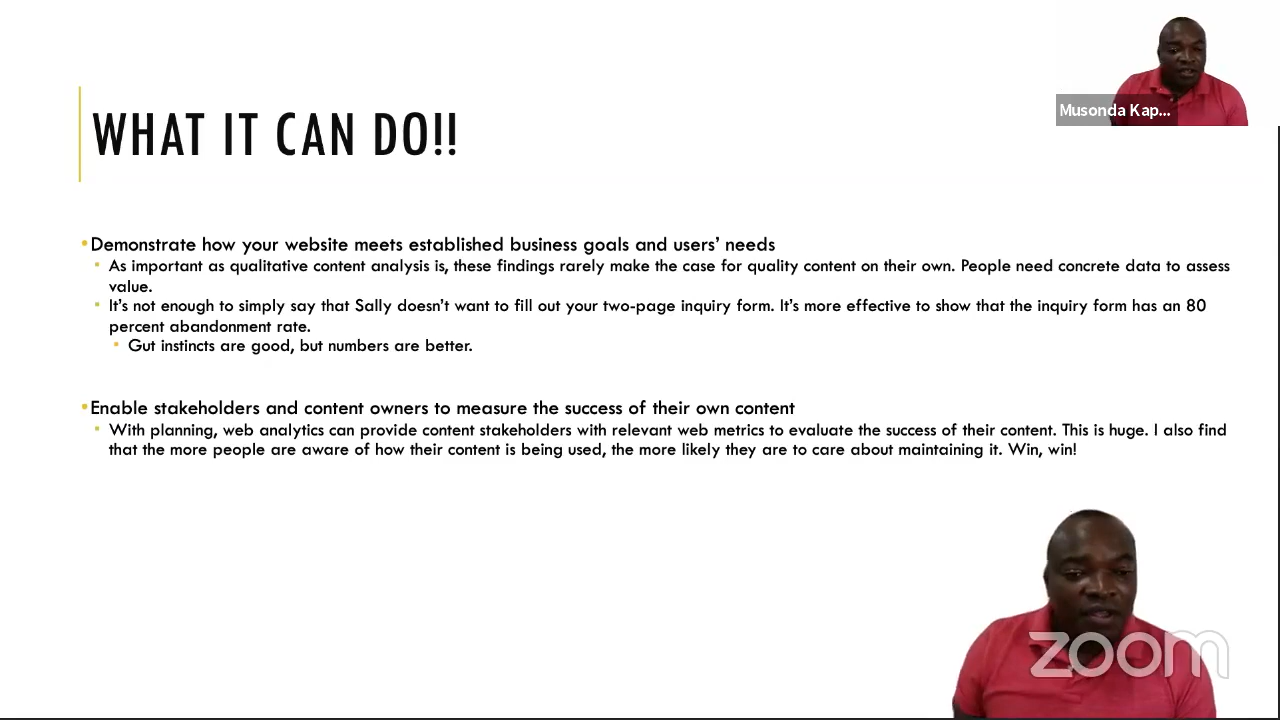 Musonda Kap...
WHAT IT CAN DO!!
Demonstrate how your website meets established business goals and users’ needs
As important as qualitative content analysis is, these findings rarely make the case for quality content on their own. People need concrete data to assess
value.
It’s not enough to simply say that Sally doesn’t want to fill out your two-page inquiry form. It’s more effective to show that the inquiry form has an 80
percent abandonment rate.
Gut instincts are good, but numbers are better.
Enable stakeholders and content owners to measure the success of their own content
With planning, web analytics can provide content stakeholders with relevant web metrics to evaluate the success of their content. This is huge. I also find
that the more people are aware of how their content is being used, the more likely they are to care about maintaining it. Win, win!
zoom